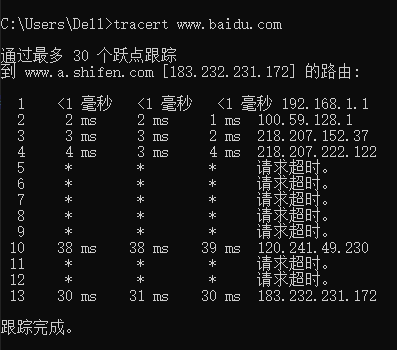 C:\Users\Dell>tracert www.baidu.com
通过最多 30 个跃点跟踪
到 www.a.shifen.com [183.232.231.172] 的路由:
1 <1 毫秒 <1 毫秒 <1 毫秒 192.168.1.1
2 2 ms 2 ms 1 ms 100.59.128.1
3 3 ms 3 ms 2 ms 218.207.152.37
4 4 ms 3 ms 4 ms 218.207.222.122
5 * * * 请求超时。
6 * * * 请求超时。
7 * * * 请求超时。
8 * * * 请求超时。
9 * * * 请求超时。
10 38 ms 38 ms 39 ms 120.241.49.230
11 * * * 请求超时。
12 * * * 请求超时。
13 30 ms 31 ms 30 ms 183.232.231.172
跟踪完成。